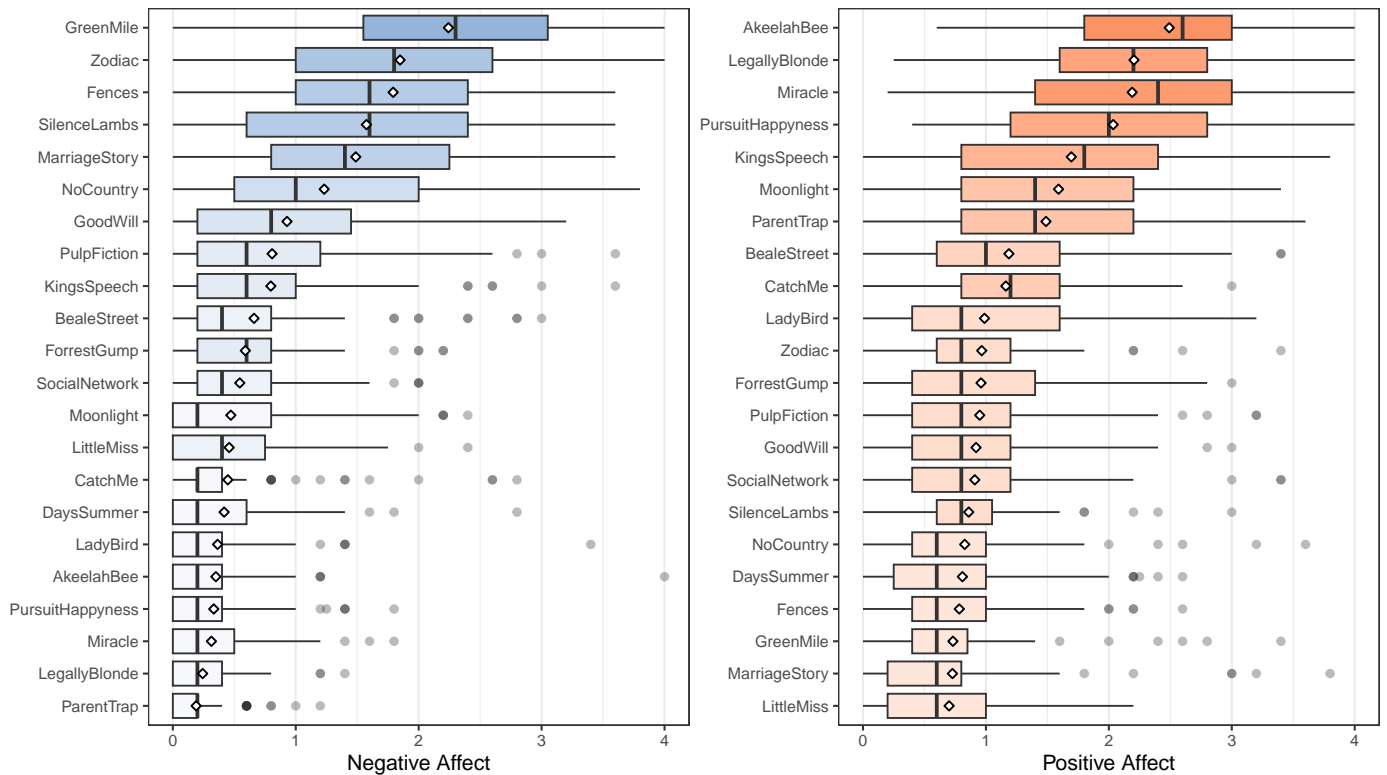 GreenMile
Zodiac
Fences
SilenceLambs
MarriageStory
NoCountry
GoodWill
PulpFiction
KingsSpeech
BealeStreet
ForrestGump
SocialNetwork
Moonlight
LittleMiss
CatchMe
DaysSummer
LadyBird
AkeelahBee
PursuitHappyness
Miracle
LegallyBlonde
ParentTrap
0 1 2 3 4
Negative Affect
AkeelahBee
LegallyBlonde
Miracle
PursuitHappyness
KingsSpeech
Moonlight
ParentTrap
BealeStreet
CatchMe
LadyBird
Zodiac
ForrestGump
PulpFiction
GoodWill
SocialNetwork
SilenceLambs
NoCountry
DaysSummer
Fences
GreenMile
MarriageStory
LittleMiss
0 1 2 3 4
Positive Affect